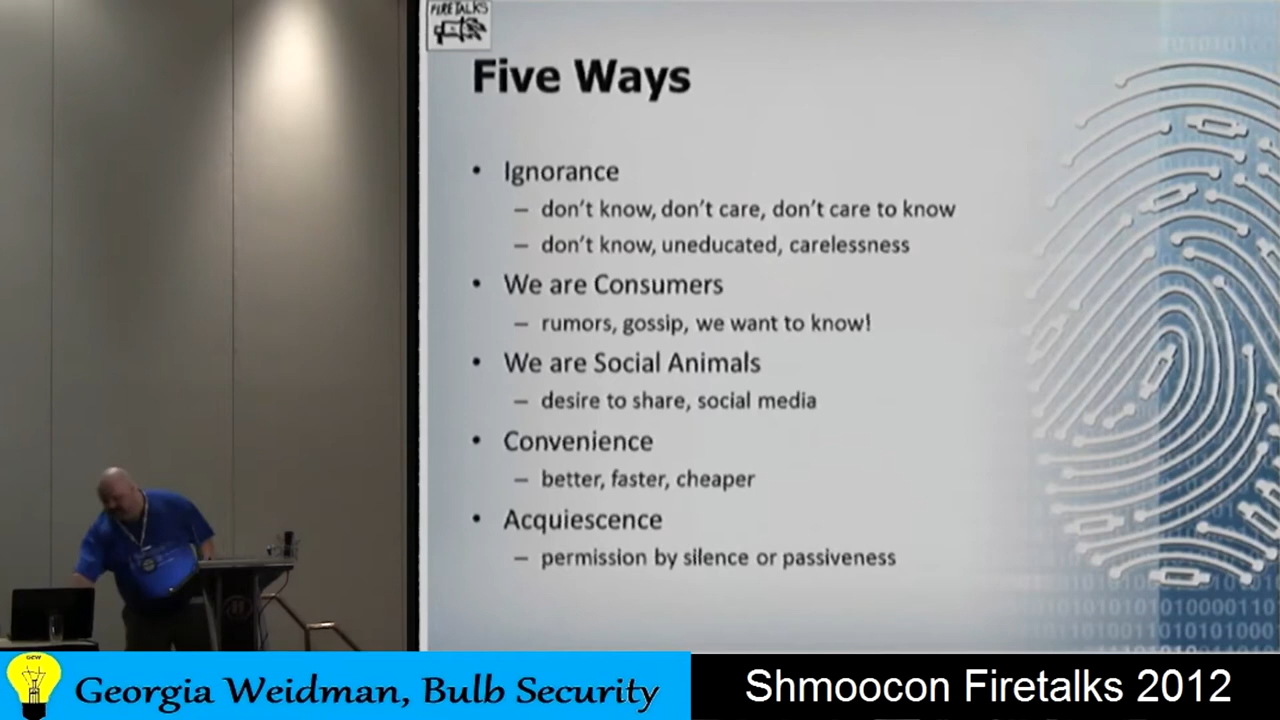 FIRETALKS
Five Ways
• Ignorance
– don't know, don't care, don't care to know
– don't know, uneducated, carelessness
• We are Consumers
– rumors, gossip, we want to know!
• We are Social Animals
– desire to share, social media
• Convenience
– better, faster, cheaper
• Acquiescence
– permission by silence or passiveness
GEW
Georgia Weidman, Bulb Security
Shmoocon Firetalks 2012